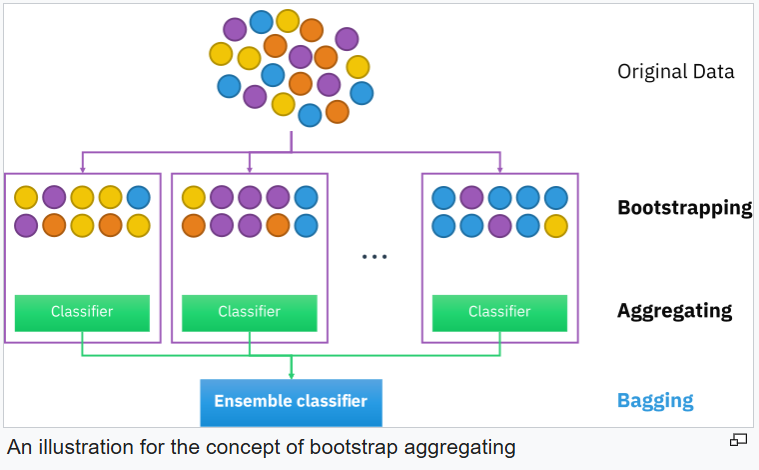 Original Data
Bootstrapping
...
Classifier
Classifier
Classifier
Aggregating
Ensemble classifier
Bagging
An illustration for the concept of bootstrap aggregating